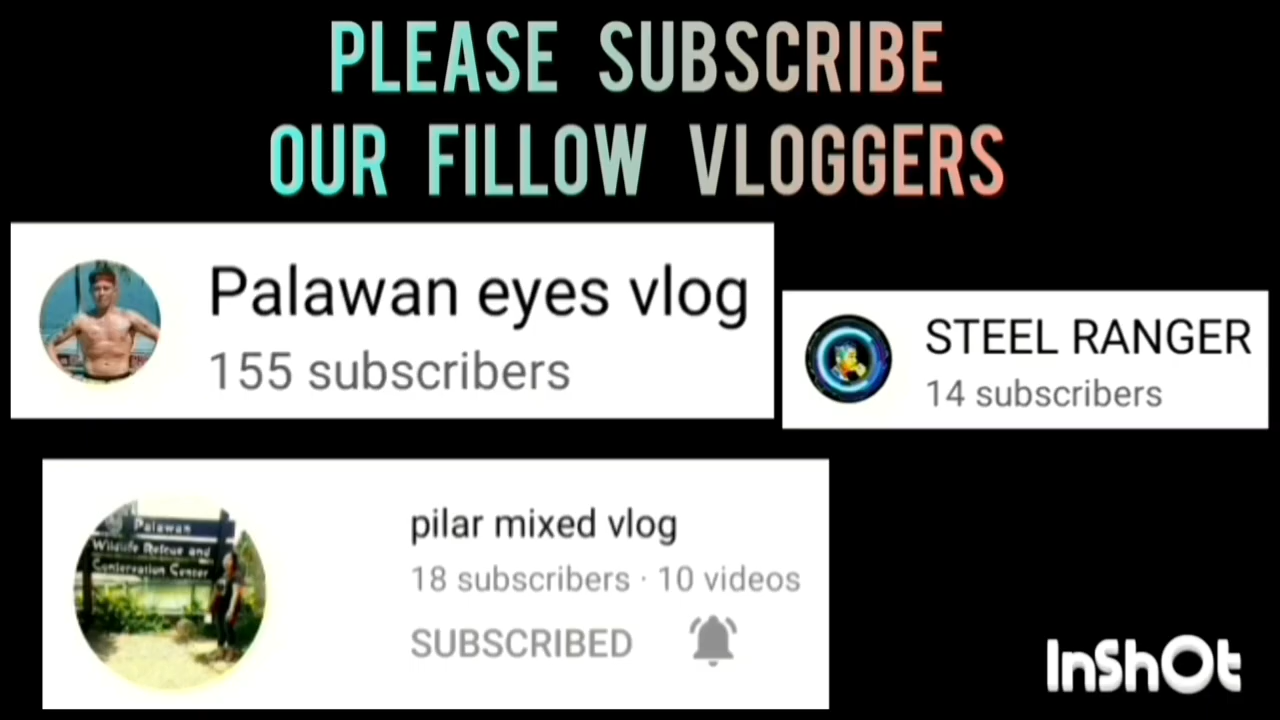 PLEASE SUBSCRIBE
OUR FILLOW VLOGGERS
Palawan eyes vlog
155 subscribers
STEEL RANGER
14 subscribers
Palawan
Wildlife Rescue and
Conservation Center
pilar mixed vlog
18 subscribers · 10 videos
SUBSCRIBED
InShOt